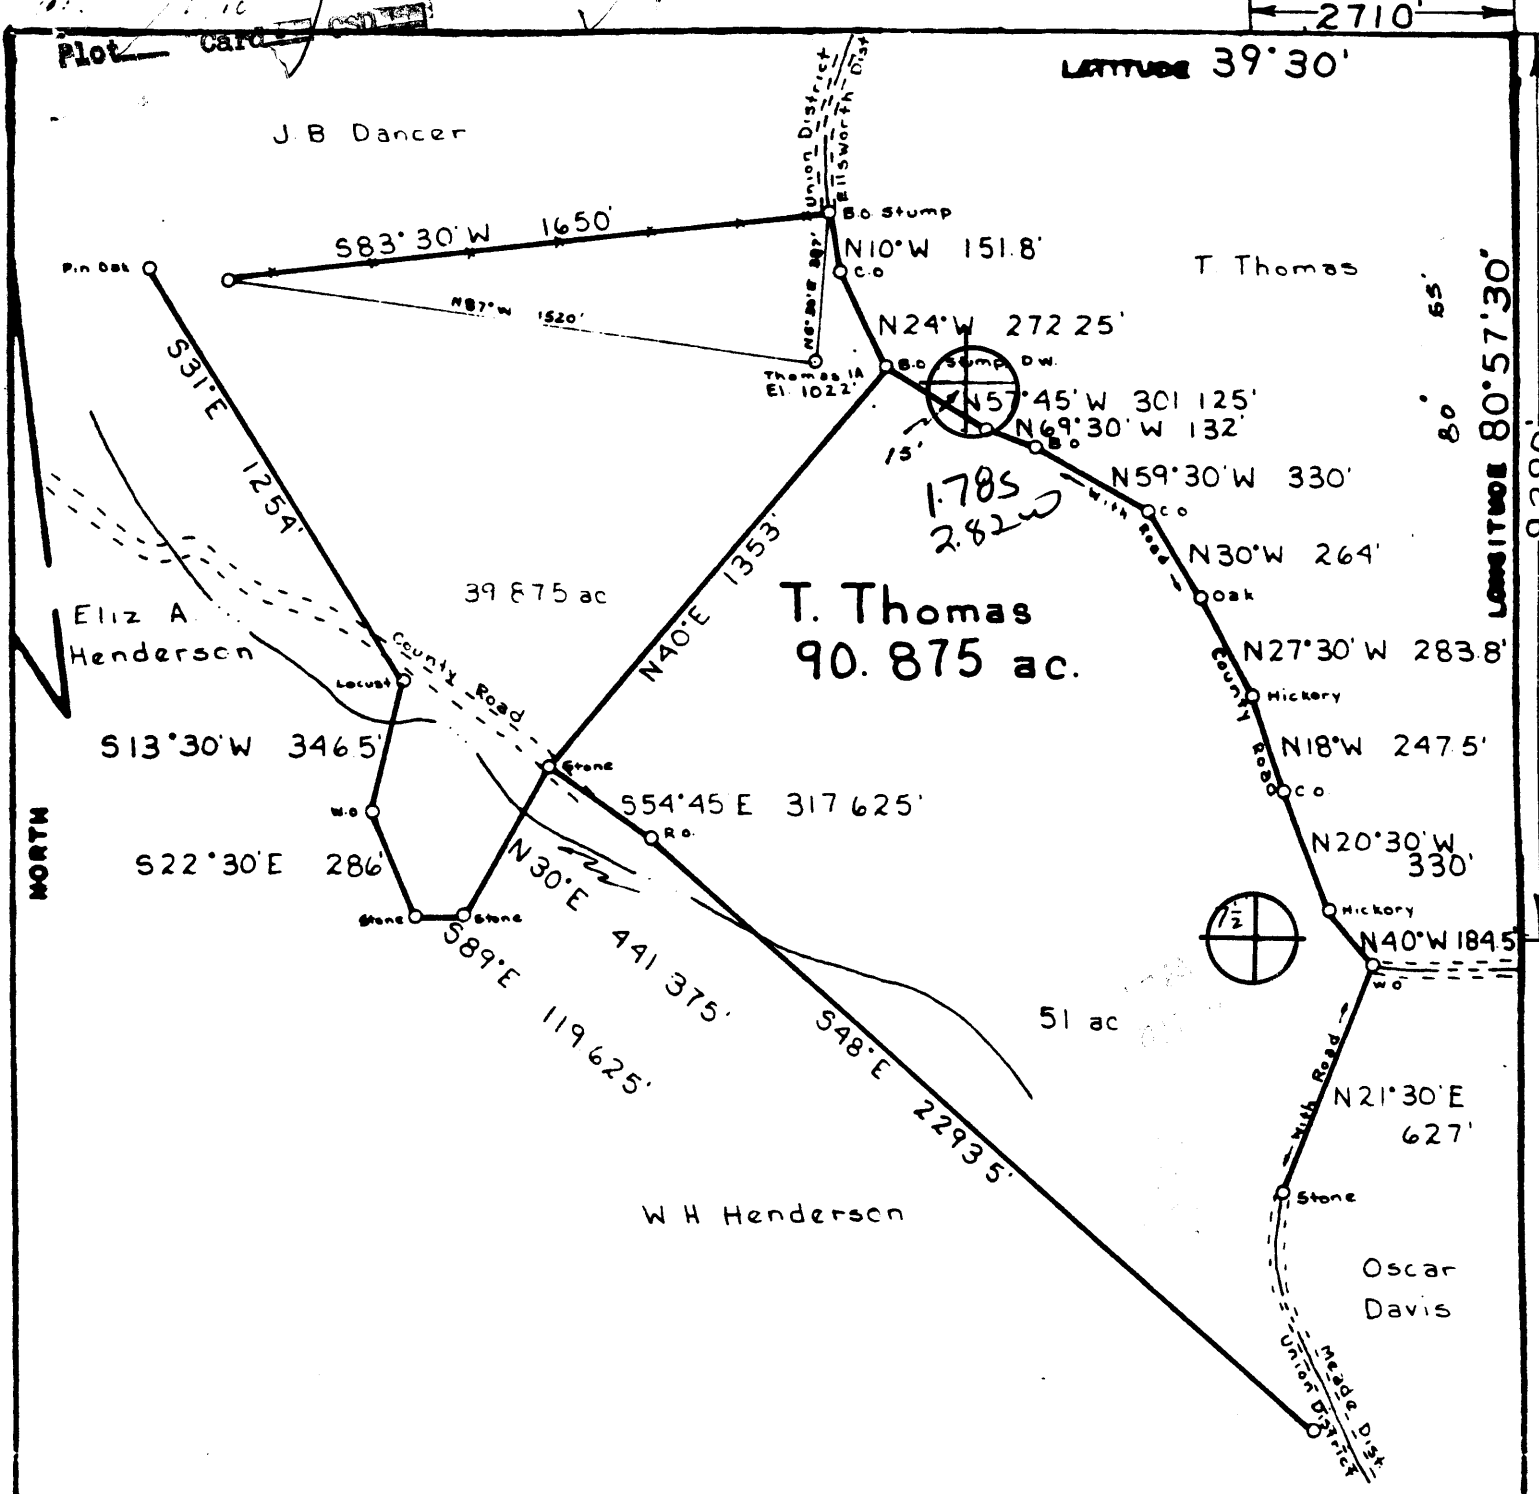 2710'
Plot Card
LATITUDE 39°30'
J. B Dancer
Union District
Ellsworth Dist
B.O. Stump
S83°30'W 1650'
N10°W 151.8'
C.O
T. Thomas
Pin Oak
N87°W 1520'
N24°W 272 25'
Thomas 1A
El. 1022'
B.O. Stump D.W.
55'
80°
LONGITUDE 80°57'30"
S31°E 1254'
N57°45'W 301 125'
N69°30'W 132'
B O
15'
1.78S
2.82W
N59°30'W 330'
With Road
C O
N30°W 264'
39 875 ac
N40°E 1353'
T. Thomas
90. 875 ac.
Oak
Eliz A.
Henderson
County Road
Locust
N27°30'W 283.8'
County Road
Hickory
S13°30'W 346.5'
Stone
N18°W 247.5'
C O.
NORTH
W.O
S54°45'E 317 625'
R.O.
S22°30'E 286'
N30°E 441 375'
N20°30'W
330'
Stone
Stone
S89°E 119 625'
Hickory
7½
N40°W 184.5'
W O
51 ac
S48°E 2293 5'
With Road
N21°30'E
627'
W H Henderson
Stone
Oscar
Davis
Meade Dist.
Union District